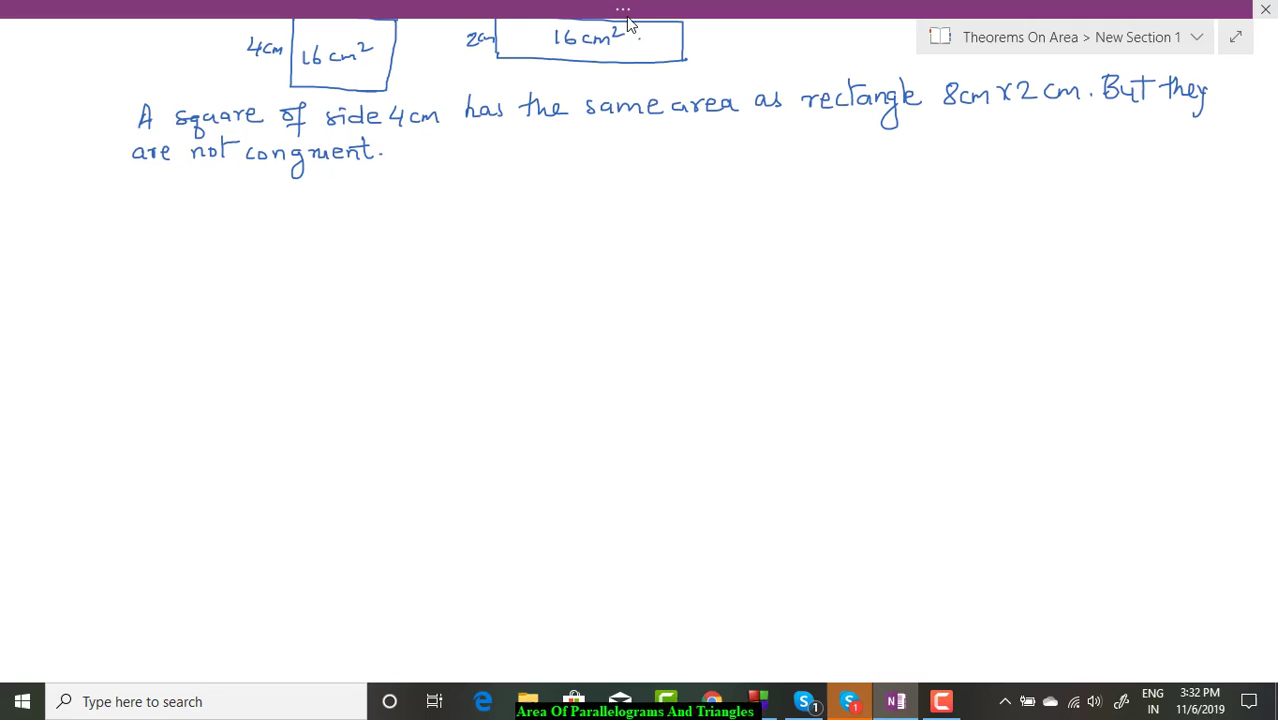 ...
Theorems On Area > New Section 1
4cm 16 cm² 2cm 16 cm²
A square of side 4cm has the same area as rectangle 8cm x 2 cm. But they
are not congruent.
Type here to search
ENG
IN
3:32 PM
11/6/2019
Area Of Parallelograms And Triangles